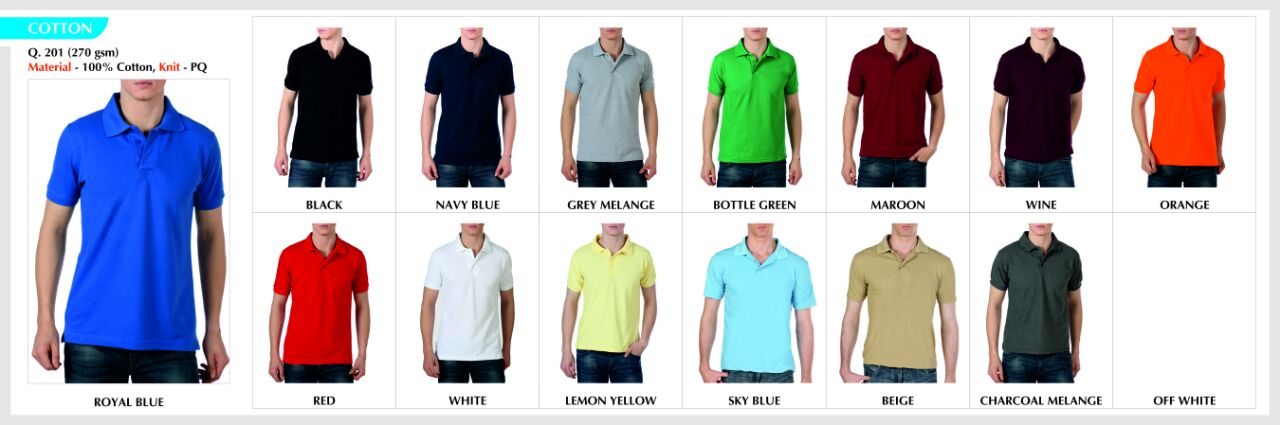 COTTON
Q. 201 (270 gsm)
Material - 100% Cotton, Knit - PQ
ROYAL BLUE
BLACK
NAVY BLUE
GREY MELANGE
BOTTLE GREEN
MAROON
WINE
ORANGE
RED
WHITE
LEMON YELLOW
SKY BLUE
BEIGE
CHARCOAL MELANGE
OFF WHITE